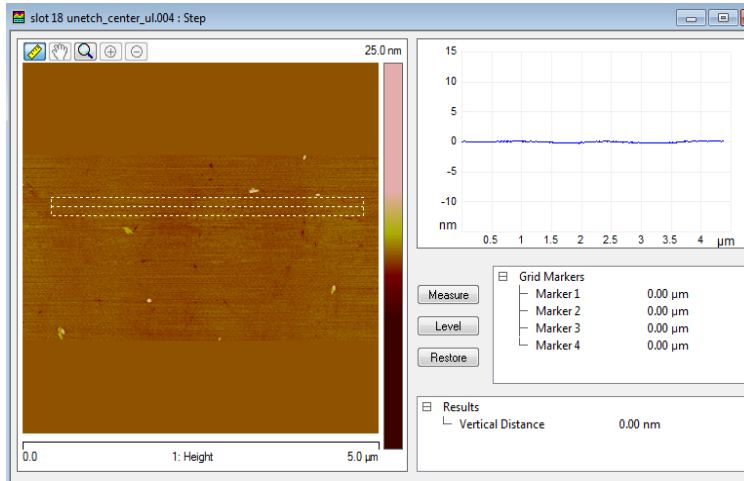 slot 18 unetch_center_ul.004 : Step
25.0 nm
0.0 1: Height 5.0 µm
15
10
5
0
-5
-10
nm
0.5 1 1.5 2 2.5 3 3.5 4 µm
Measure
Level
Restore
Grid Markers
Marker 1 0.00 µm
Marker 2 0.00 µm
Marker 3 0.00 µm
Marker 4 0.00 µm
Results
Vertical Distance 0.00 nm